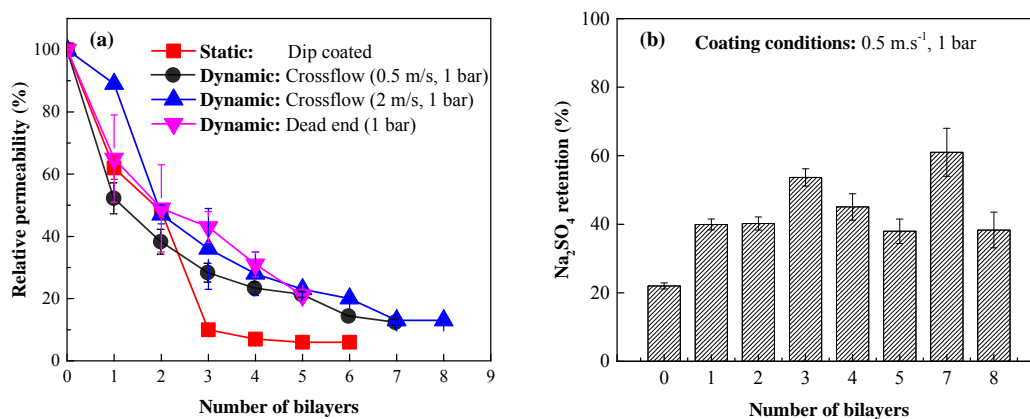 (a)
Static: Dip coated
Dynamic: Crossflow (0.5 m/s, 1 bar)
Dynamic: Crossflow (2 m/s, 1 bar)
Dynamic: Dead end (1 bar)
Relative permeability (%)
100
80
60
40
20
0
0 1 2 3 4 5 6 7 8 9
Number of bilayers
(b)
Coating conditions: 0.5 m.s⁻¹, 1 bar
Na₂SO₄ retention (%)
100
80
60
40
20
0
0 1 2 3 4 5 7 8
Number of bilayers